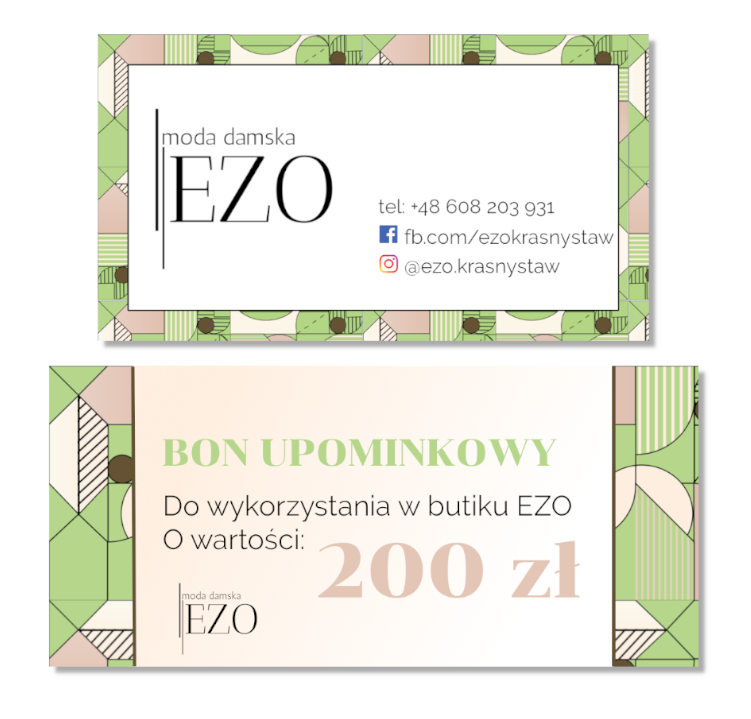 moda damska
EZO
tel: +48 608 203 931
fb.com/ezokrasnystaw
@ezo.krasnystaw
BON UPOMINKOWY
Do wykorzystania w butiku EZO
O wartości:
200 zł
moda damska
EZO